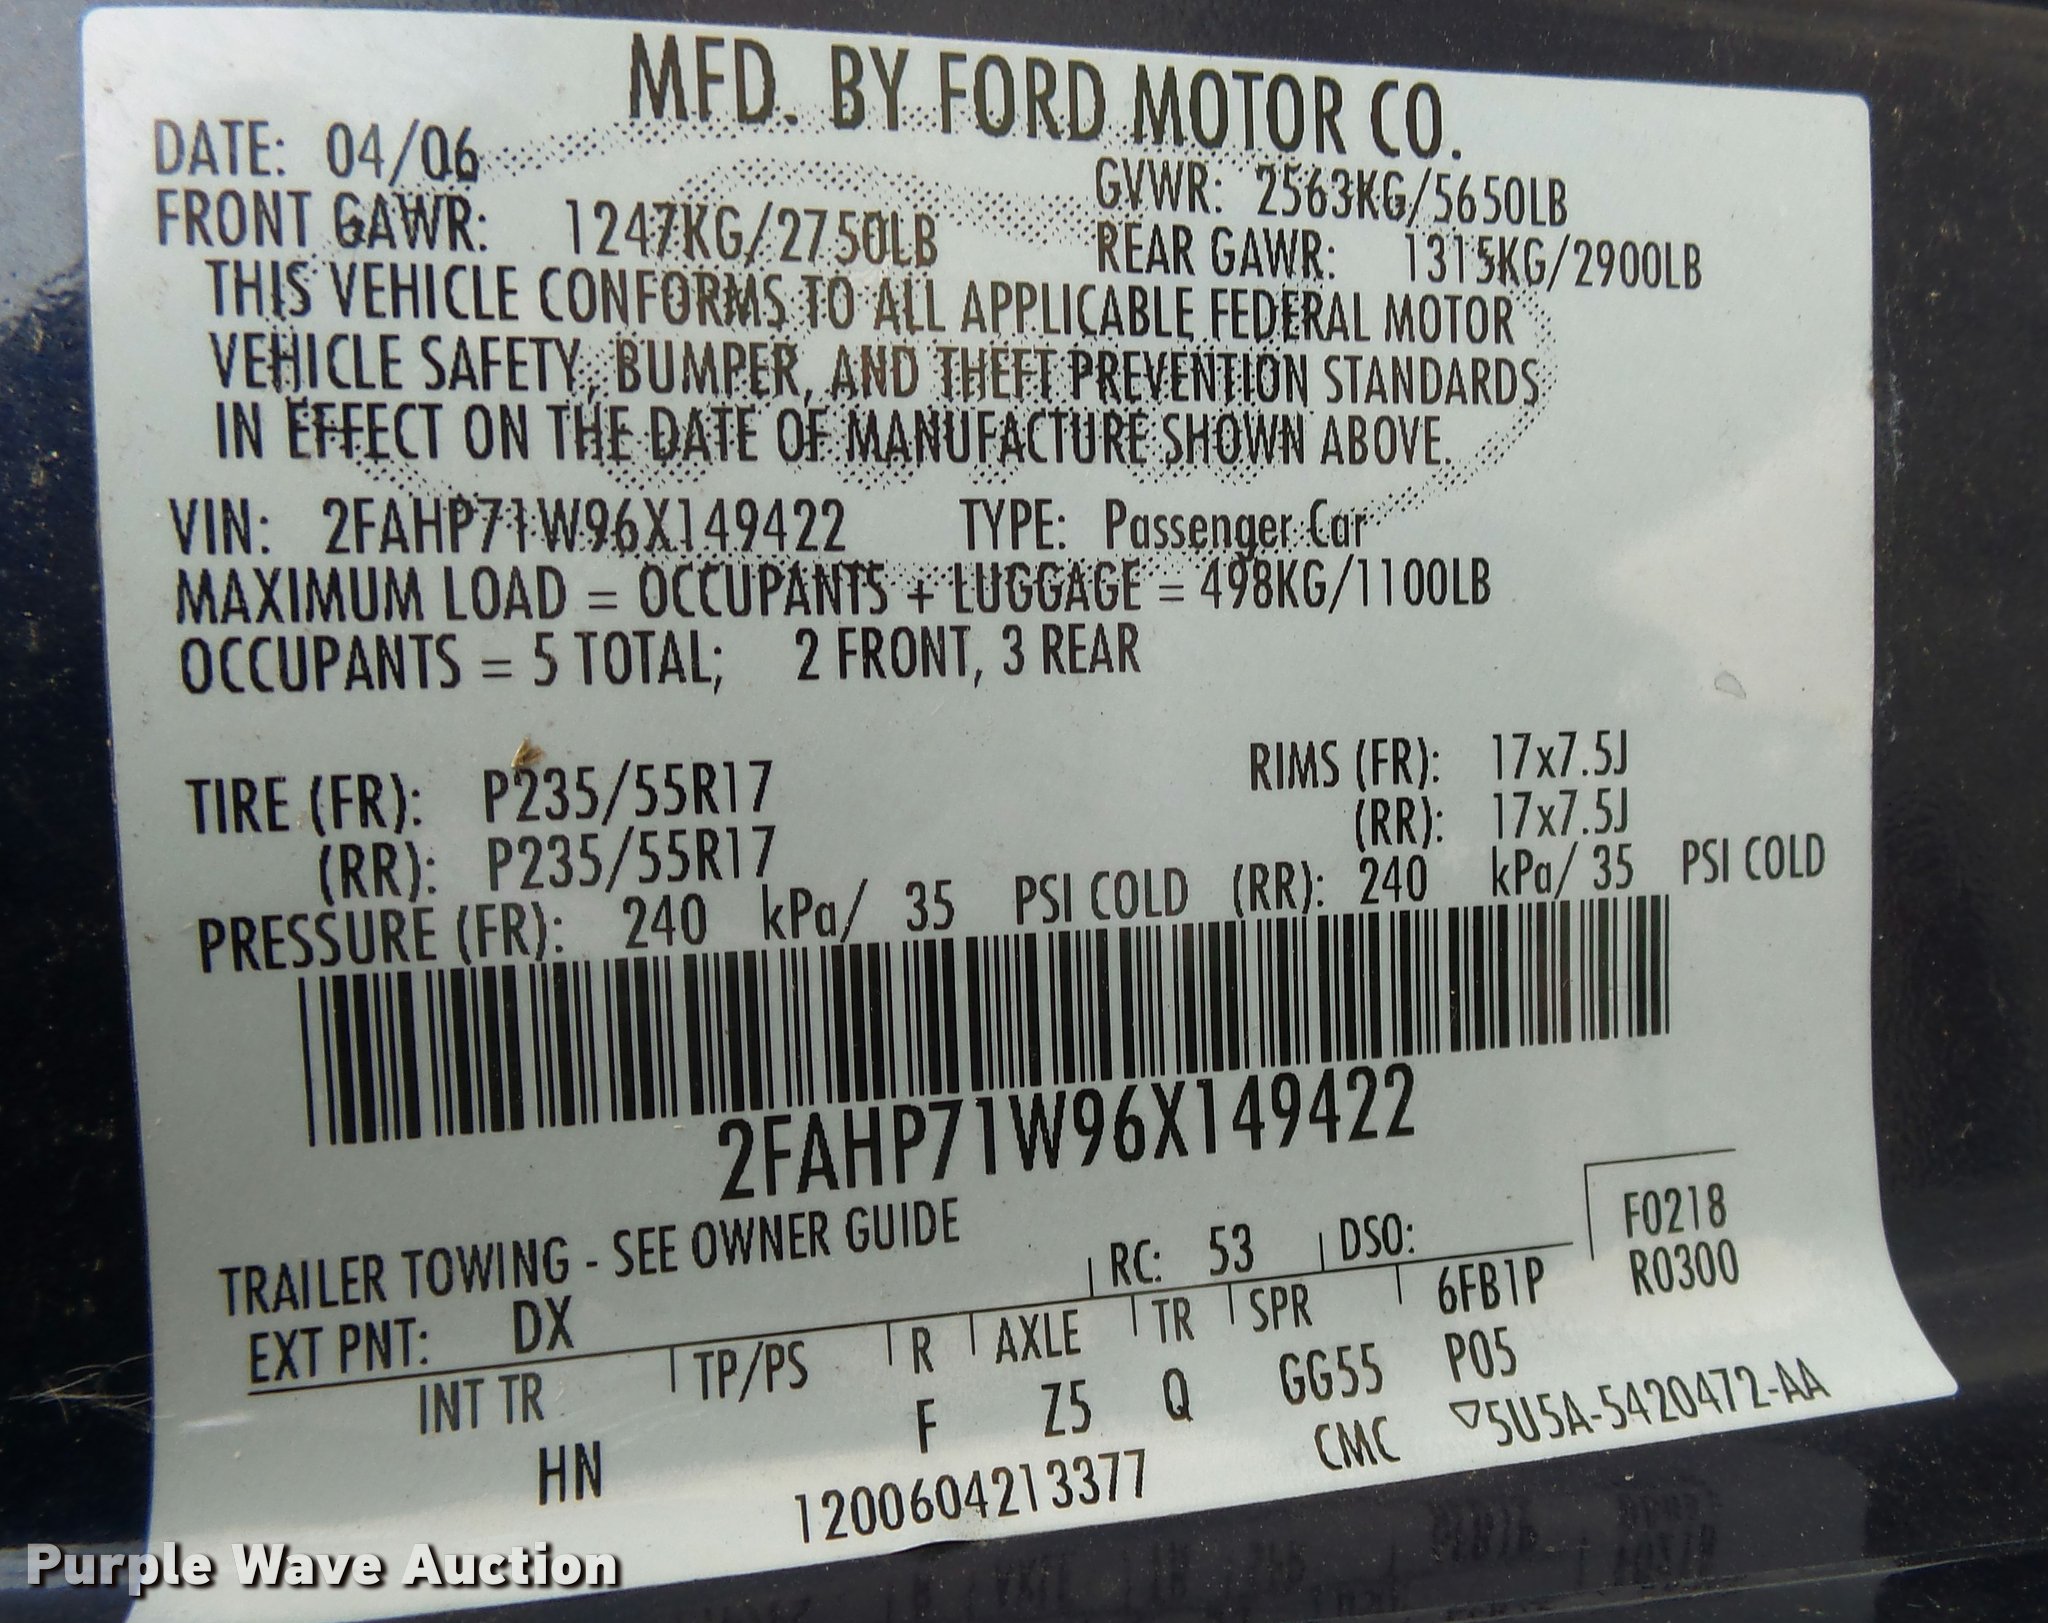 MFD. BY FORD MOTOR CO.
DATE: 04/06 GVWR: 2563KG/5650LB
FRONT GAWR: 1247KG/2750LB REAR GAWR: 1315KG/2900LB
THIS VEHICLE CONFORMS TO ALL APPLICABLE FEDERAL MOTOR
VEHICLE SAFETY, BUMPER, AND THEFT PREVENTION STANDARDS
IN EFFECT ON THE DATE OF MANUFACTURE SHOWN ABOVE.
VIN: 2FAHP71W96X149422 TYPE: Passenger Car
MAXIMUM LOAD = OCCUPANTS + LUGGAGE = 498KG/1100LB
OCCUPANTS = 5 TOTAL; 2 FRONT, 3 REAR
TIRE (FR): P235/55R17 RIMS (FR): 17x7.5J
(RR): P235/55R17 (RR): 17x7.5J
PRESSURE (FR): 240 kPa/ 35 PSI COLD (RR): 240 kPa/ 35 PSI COLD
2FAHP71W96X149422
TRAILER TOWING - SEE OWNER GUIDE
EXT PNT: DX RC: 53 DSO: F0218
INT TR TP/PS R AXLE TR SPR 6FB1P R0300
HN F Z5 Q GG55 P05
1200604213377 CMC ▽5U5A-5420472-AA
Purple Wave Auction